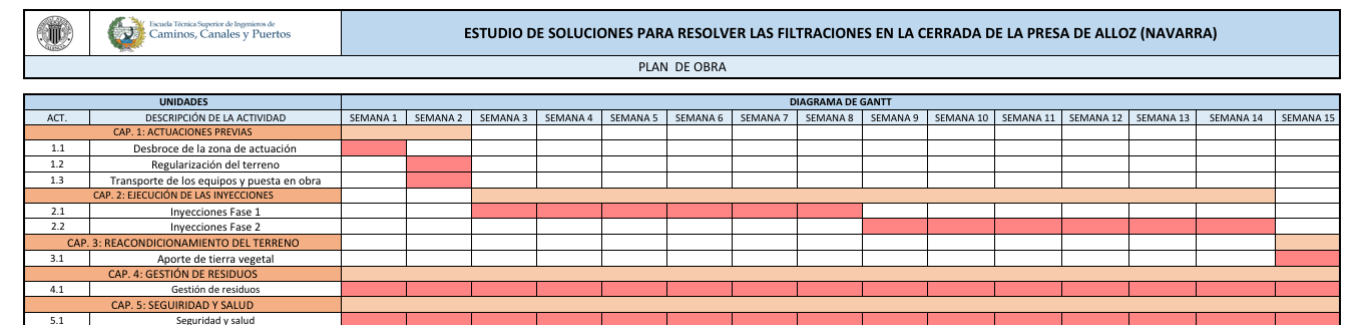 Escuela Técnica Superior de Ingenieros de
Caminos, Canales y Puertos
ESTUDIO DE SOLUCIONES PARA RESOLVER LAS FILTRACIONES EN LA CERRADA DE LA PRESA DE ALLOZ (NAVARRA)
PLAN DE OBRA
UNIDADES DIAGRAMA DE GANTT
ACT. DESCRIPCIÓN DE LA ACTIVIDAD SEMANA 1 SEMANA 2 SEMANA 3 SEMANA 4 SEMANA 5 SEMANA 6 SEMANA 7 SEMANA 8 SEMANA 9 SEMANA 10 SEMANA 11 SEMANA 12 SEMANA 13 SEMANA 14 SEMANA 15
CAP. 1: ACTUACIONES PREVIAS
1.1 Desbroce de la zona de actuación
1.2 Regularización del terreno
1.3 Transporte de los equipos y puesta en obra
CAP. 2: EJECUCIÓN DE LAS INYECCIONES
2.1 Inyecciones Fase 1
2.2 Inyecciones Fase 2
CAP. 3: REACONDICIONAMIENTO DEL TERRENO
3.1 Aporte de tierra vegetal
CAP. 4: GESTIÓN DE RESIDUOS
4.1 Gestión de residuos
CAP. 5: SEGUIRIDAD Y SALUD
5.1 Seguridad y salud